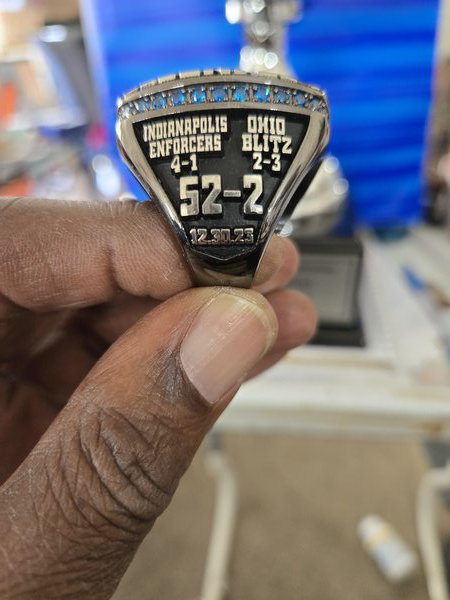 INDIANAPOLIS OHIO
ENFORCERS BLITZ
4-1 2-3
52-2
12.30.23